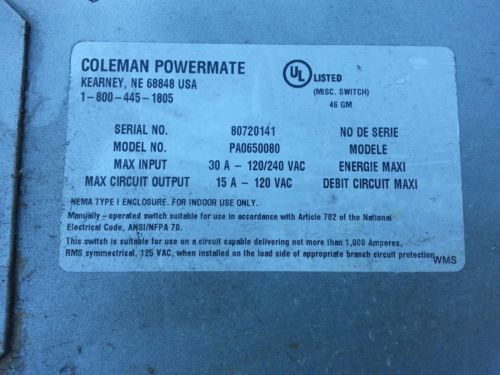 COLEMAN POWERMATE
KEARNEY, NE 68848 USA
1-800-445-1805
UL LISTED
(MISC. SWITCH)
46 GM
SERIAL NO. 80720141 NO DE SERIE
MODEL NO. PA0650080 MODELE
MAX INPUT 30 A - 120/240 VAC ENERGIE MAXI
MAX CIRCUIT OUTPUT 15 A - 120 VAC DEBIT CIRCUIT MAXI
NEMA TYPE I ENCLOSURE. FOR INDOOR USE ONLY.
Manually-operated switch suitable for use in accordance with Article 702 of the National
Electrical Code, ANSI/NFPA 70.
This switch is suitable for use on a circuit capable delivering not more than 1,000 Amperes,
RMS symmetrical, 125 VAC, when installed on the load side of appropriate branch circuit protection
WMS